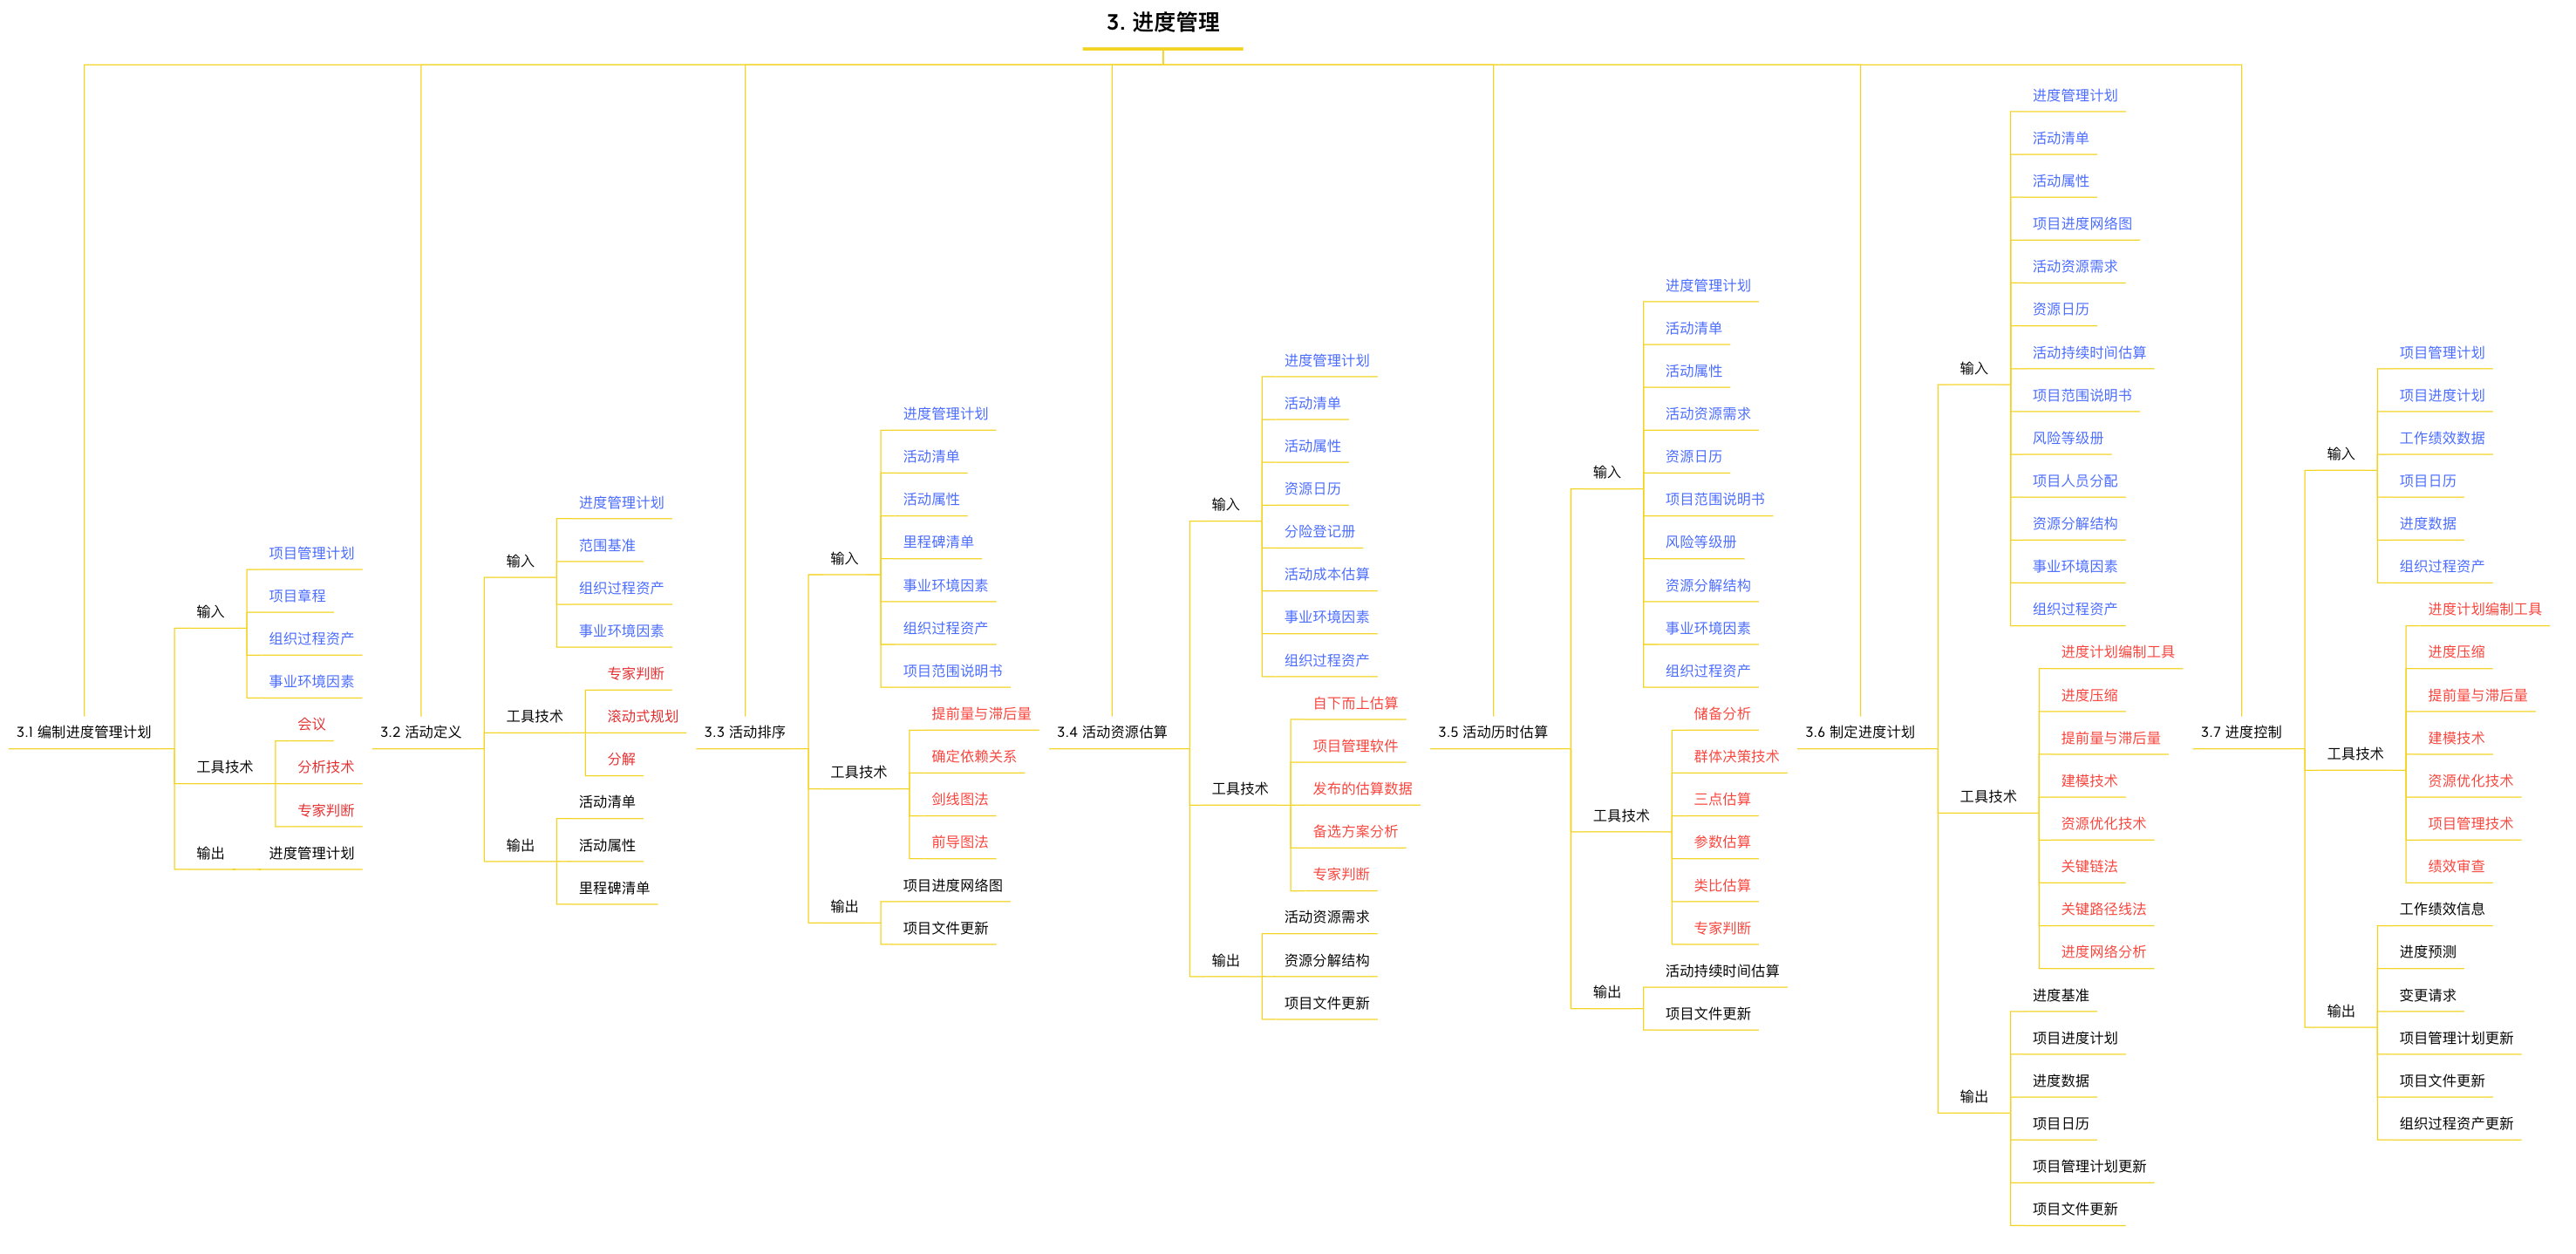 3. 进度管理
3.1 编制进度管理计划
输入
项目管理计划
项目章程
组织过程资产
事业环境因素
工具技术
会议
分析技术
专家判断
输出
进度管理计划
3.2 活动定义
输入
进度管理计划
范围基准
组织过程资产
事业环境因素
工具技术
专家判断
滚动式规划
分解
输出
活动清单
活动属性
里程碑清单
3.3 活动排序
输入
进度管理计划
活动清单
活动属性
里程碑清单
事业环境因素
组织过程资产
项目范围说明书
工具技术
提前量与滞后量
确定依赖关系
剑线图法
前导图法
输出
项目进度网络图
项目文件更新
3.4 活动资源估算
输入
进度管理计划
活动清单
活动属性
资源日历
分险登记册
活动成本估算
事业环境因素
组织过程资产
工具技术
自下而上估算
项目管理软件
发布的估算数据
备选方案分析
专家判断
输出
活动资源需求
资源分解结构
项目文件更新
3.5 活动历时估算
输入
进度管理计划
活动清单
活动属性
活动资源需求
资源日历
项目范围说明书
风险等级册
资源分解结构
事业环境因素
组织过程资产
工具技术
储备分析
群体决策技术
三点估算
参数估算
类比估算
专家判断
输出
活动持续时间估算
项目文件更新
3.6 制定进度计划
输入
进度管理计划
活动清单
活动属性
项目进度网络图
活动资源需求
资源日历
活动持续时间估算
项目范围说明书
风险等级册
项目人员分配
资源分解结构
事业环境因素
组织过程资产
工具技术
进度计划编制工具
进度压缩
提前量与滞后量
建模技术
资源优化技术
关键链法
关键路径线法
进度网络分析
输出
进度基准
项目进度计划
进度数据
项目日历
项目管理计划更新
项目文件更新
3.7 进度控制
输入
项目管理计划
项目进度计划
工作绩效数据
项目日历
进度数据
组织过程资产
工具技术
进度计划编制工具
进度压缩
提前量与滞后量
建模技术
资源优化技术
项目管理技术
绩效审查
输出
工作绩效信息
进度预测
变更请求
项目管理计划更新
项目文件更新
组织过程资产更新